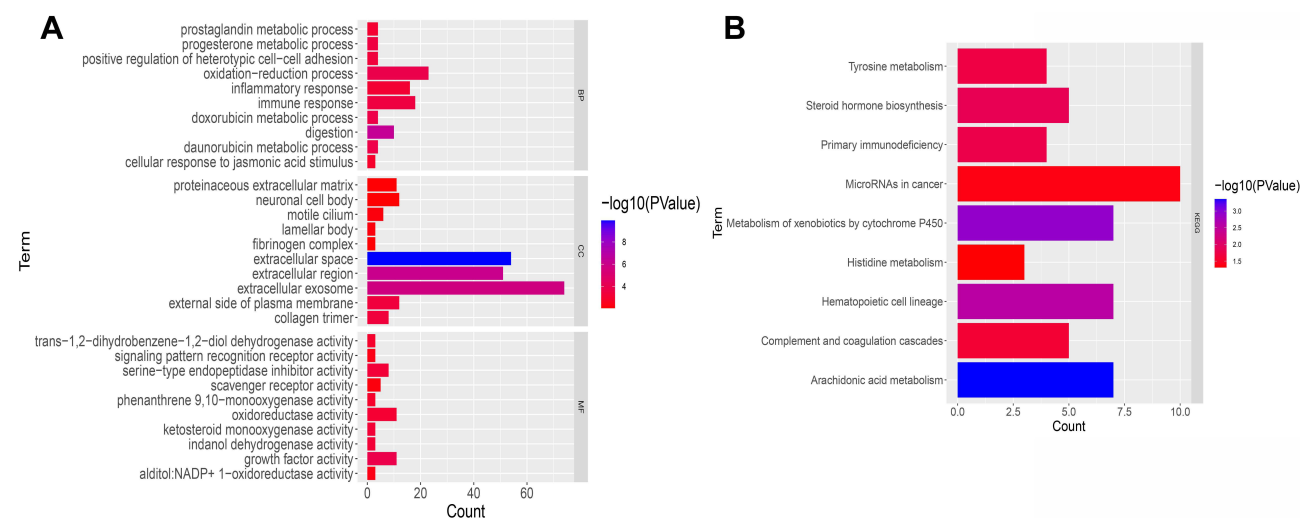 A
prostaglandin metabolic process
progesterone metabolic process
positive regulation of heterotypic cell−cell adhesion
oxidation−reduction process
inflammatory response
immune response
doxorubicin metabolic process
digestion
daunorubicin metabolic process
cellular response to jasmonic acid stimulus
BP
proteinaceous extracellular matrix
neuronal cell body
motile cilium
lamellar body
fibrinogen complex
extracellular space
extracellular region
extracellular exosome
external side of plasma membrane
collagen trimer
CC
trans−1,2−dihydrobenzene−1,2−diol dehydrogenase activity
signaling pattern recognition receptor activity
serine−type endopeptidase inhibitor activity
scavenger receptor activity
phenanthrene 9,10−monooxygenase activity
oxidoreductase activity
ketosteroid monooxygenase activity
indanol dehydrogenase activity
growth factor activity
alditol:NADP+ 1−oxidoreductase activity
MF
Term
0 20 40 60
Count
−log10(PValue)
8
6
4
B
Tyrosine metabolism
Steroid hormone biosynthesis
Primary immunodeficiency
MicroRNAs in cancer
Metabolism of xenobiotics by cytochrome P450
Histidine metabolism
Hematopoietic cell lineage
Complement and coagulation cascades
Arachidonic acid metabolism
KEGG
Term
0.0 2.5 5.0 7.5 10.0
Count
−log10(PValue)
3.0
2.5
2.0
1.5